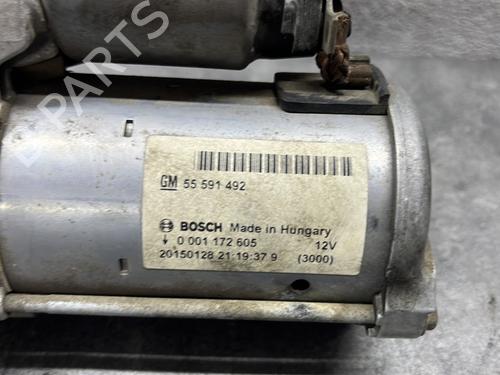 B-PARTS
GM 55 591 492
BOSCH Made in Hungary
0 001 172 605 12V
20150128 21:19:37 9 (3000)